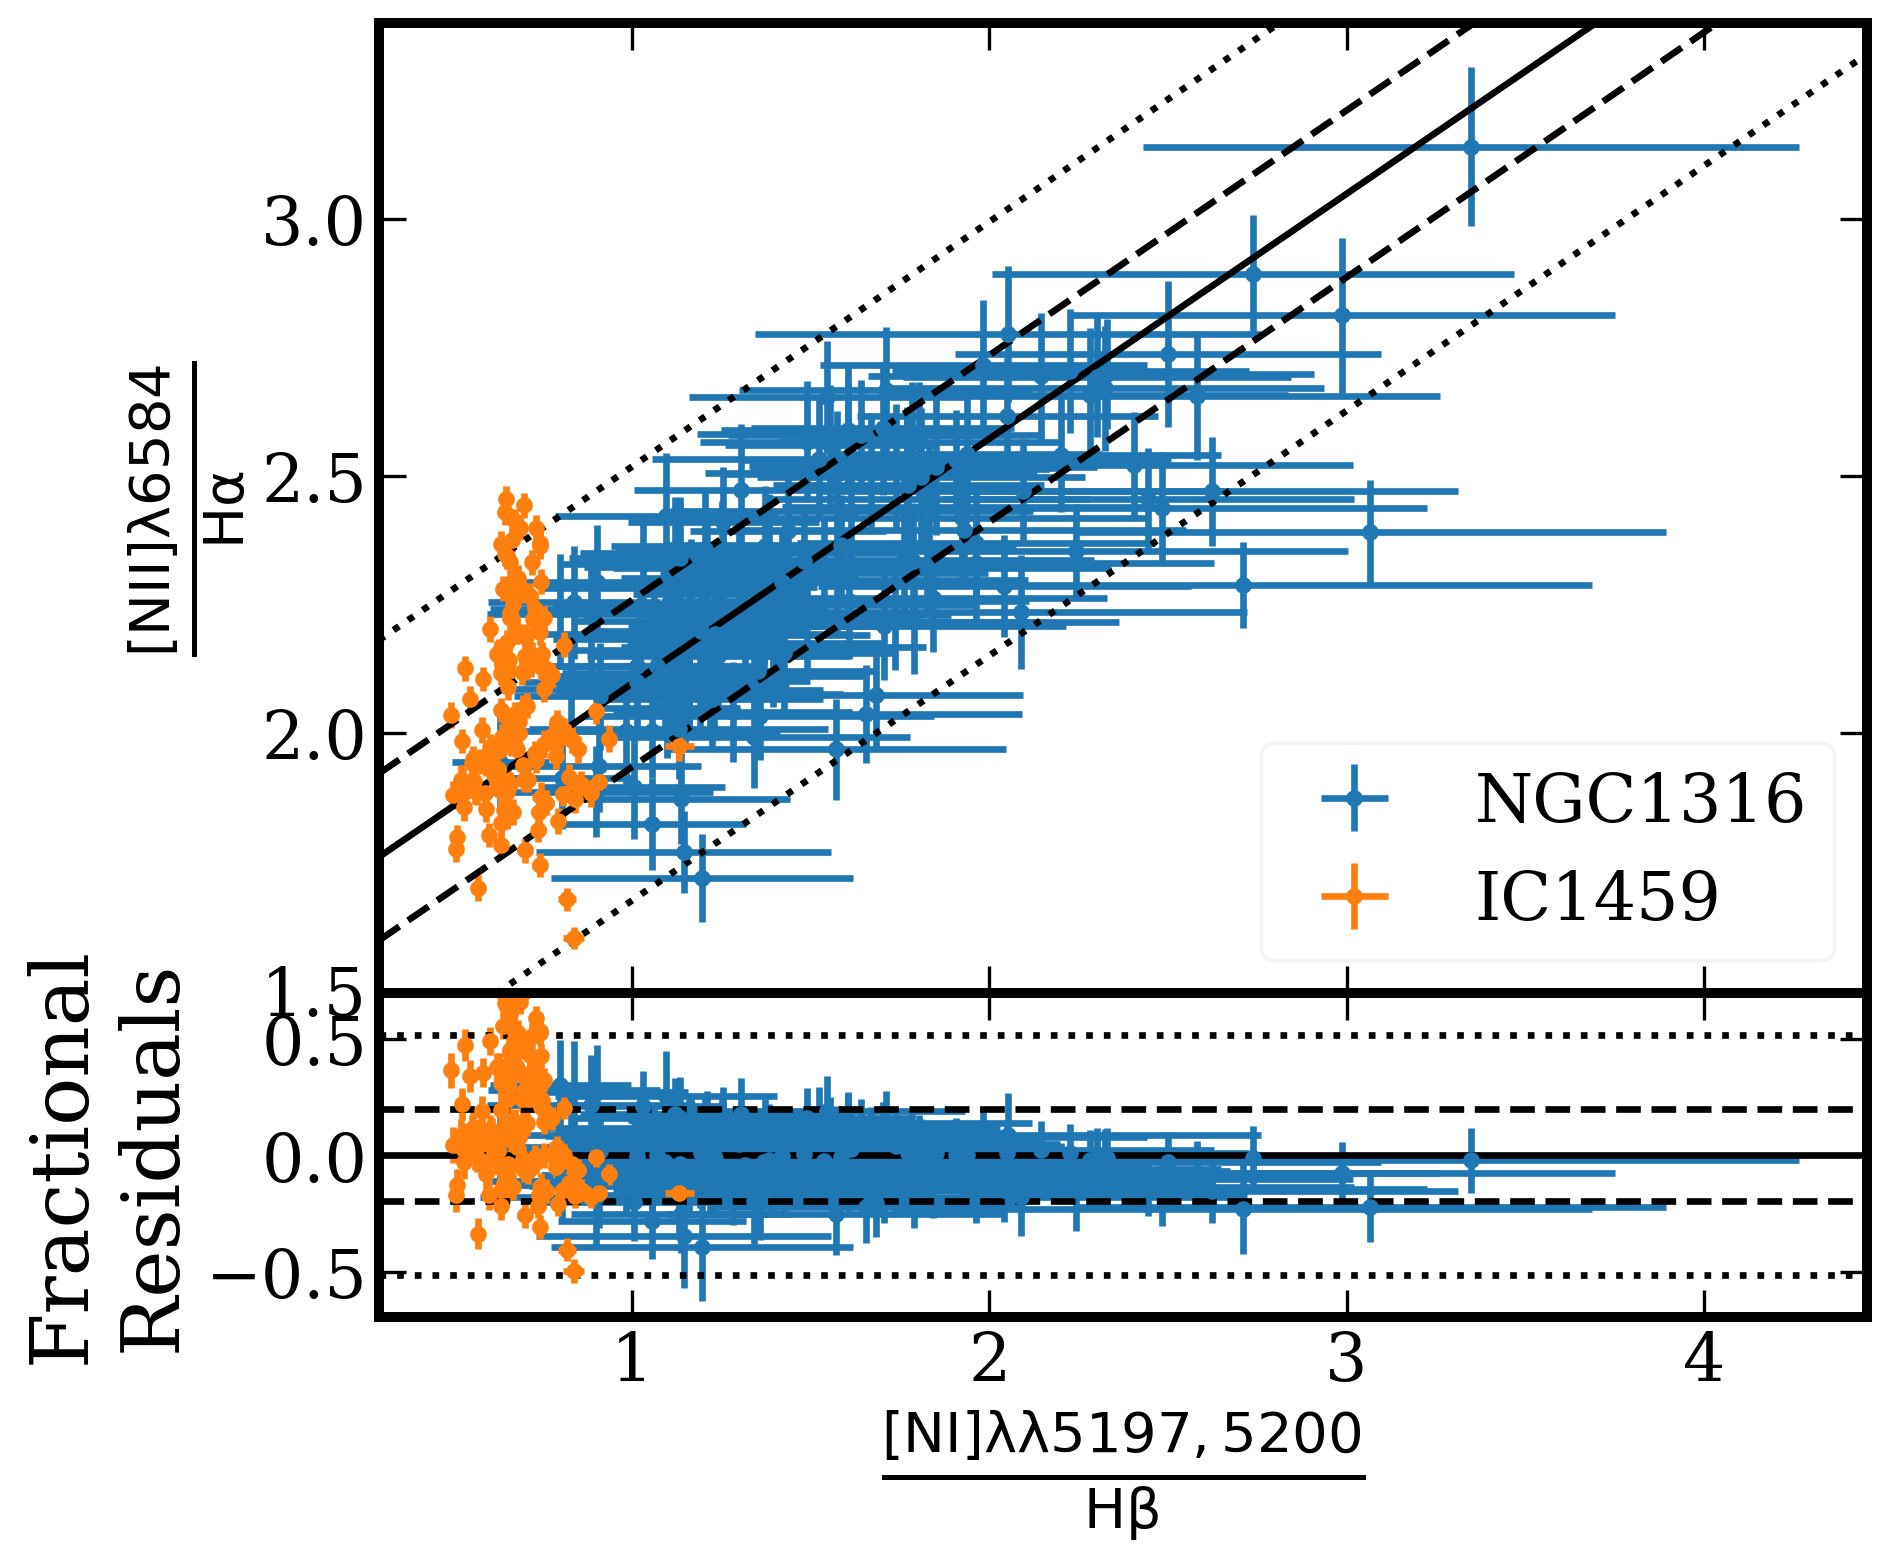 [NII]λ6584
Hα
3.0
2.5
2.0
1.5
NGC1316
IC1459
Fractional
Residuals
0.5
0.0
−0.5
1
2
3
4
[NI]λλ5197, 5200
Hβ